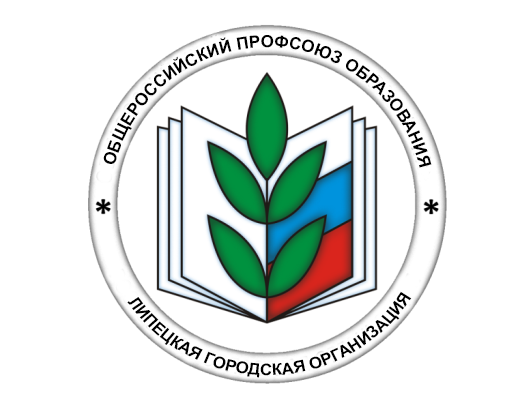 ОБЩЕРОССИЙСКИЙ ПРОФСОЮЗ ОБРАЗОВАНИЯ
* *
ЛИПЕЦКАЯ ГОРОДСКАЯ ОРГАНИЗАЦИЯ